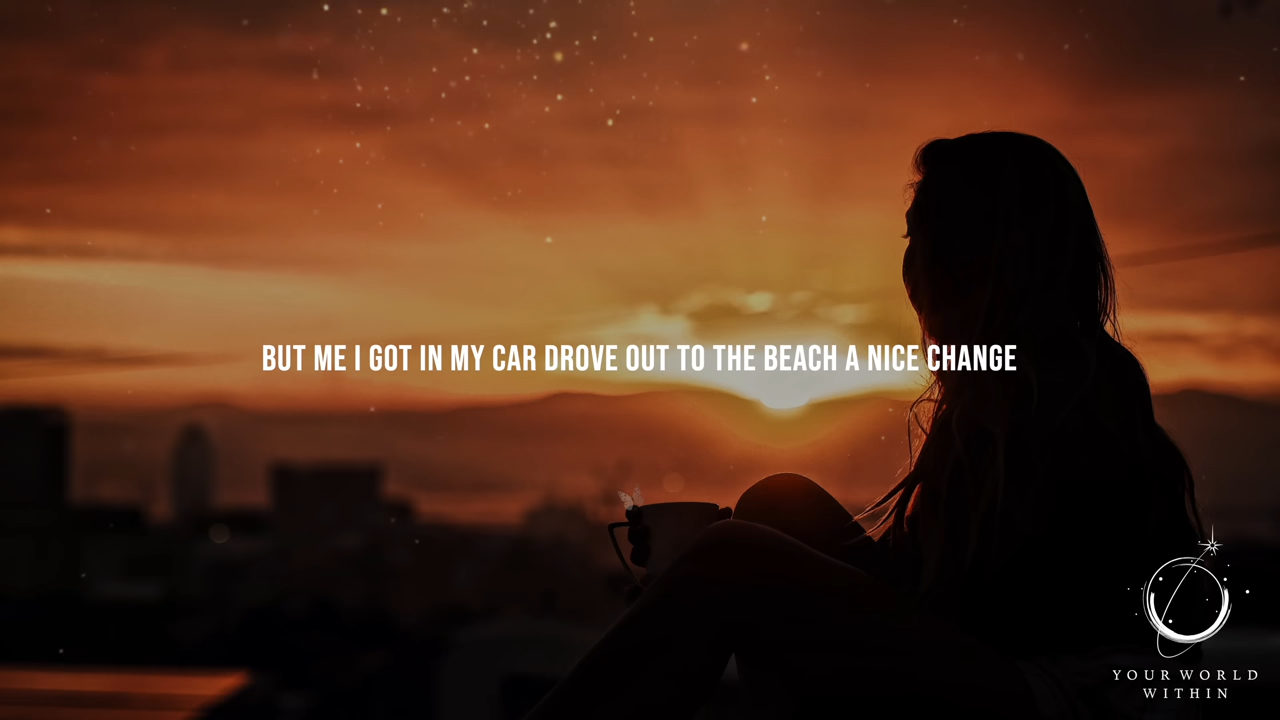 BUT ME I GOT IN MY CAR DROVE OUT TO THE BEACH A NICE CHANGE
YOUR WORLD
WITHIN